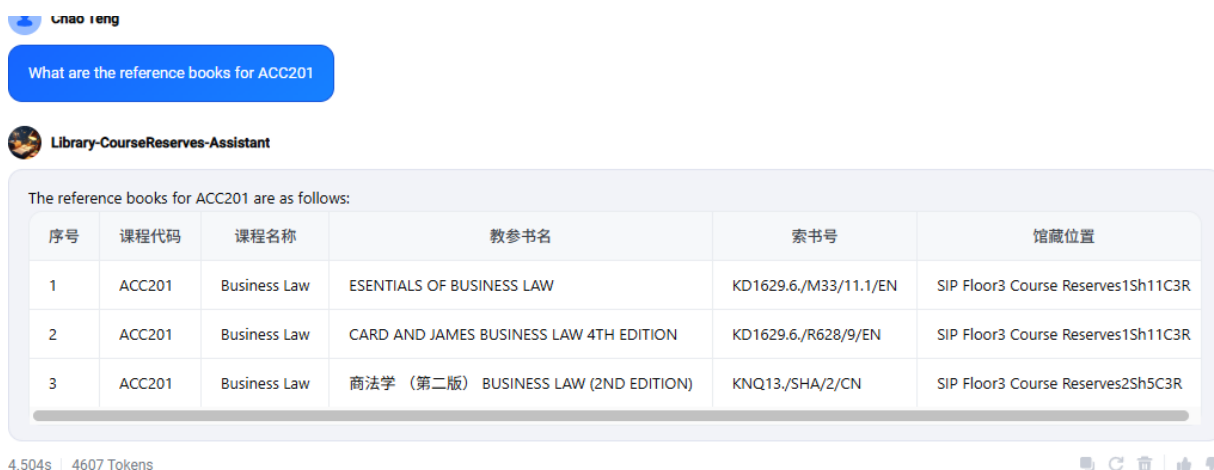 Chao Teng
What are the reference books for ACC201
Library-CourseReserves-Assistant
The reference books for ACC201 are as follows:
序号 课程代码 课程名称 教参书名 索书号 馆藏位置
1 ACC201 Business Law ESENTIALS OF BUSINESS LAW KD1629.6./M33/11.1/EN SIP Floor3 Course Reserves1Sh11C3R
2 ACC201 Business Law CARD AND JAMES BUSINESS LAW 4TH EDITION KD1629.6./R628/9/EN SIP Floor3 Course Reserves1Sh11C3R
3 ACC201 Business Law 商法学 （第二版） BUSINESS LAW (2ND EDITION) KNQ13./SHA/2/CN SIP Floor3 Course Reserves2Sh5C3R
4.504s 4607 Tokens